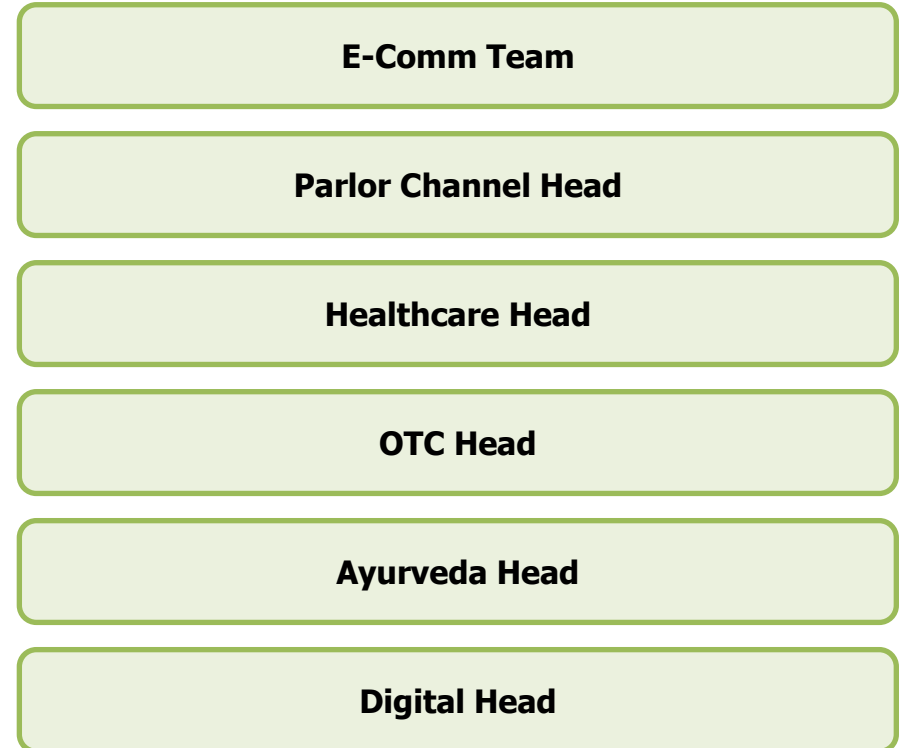 E-Comm Team
Parlor Channel Head
Healthcare Head
OTC Head
Ayurveda Head
Digital Head